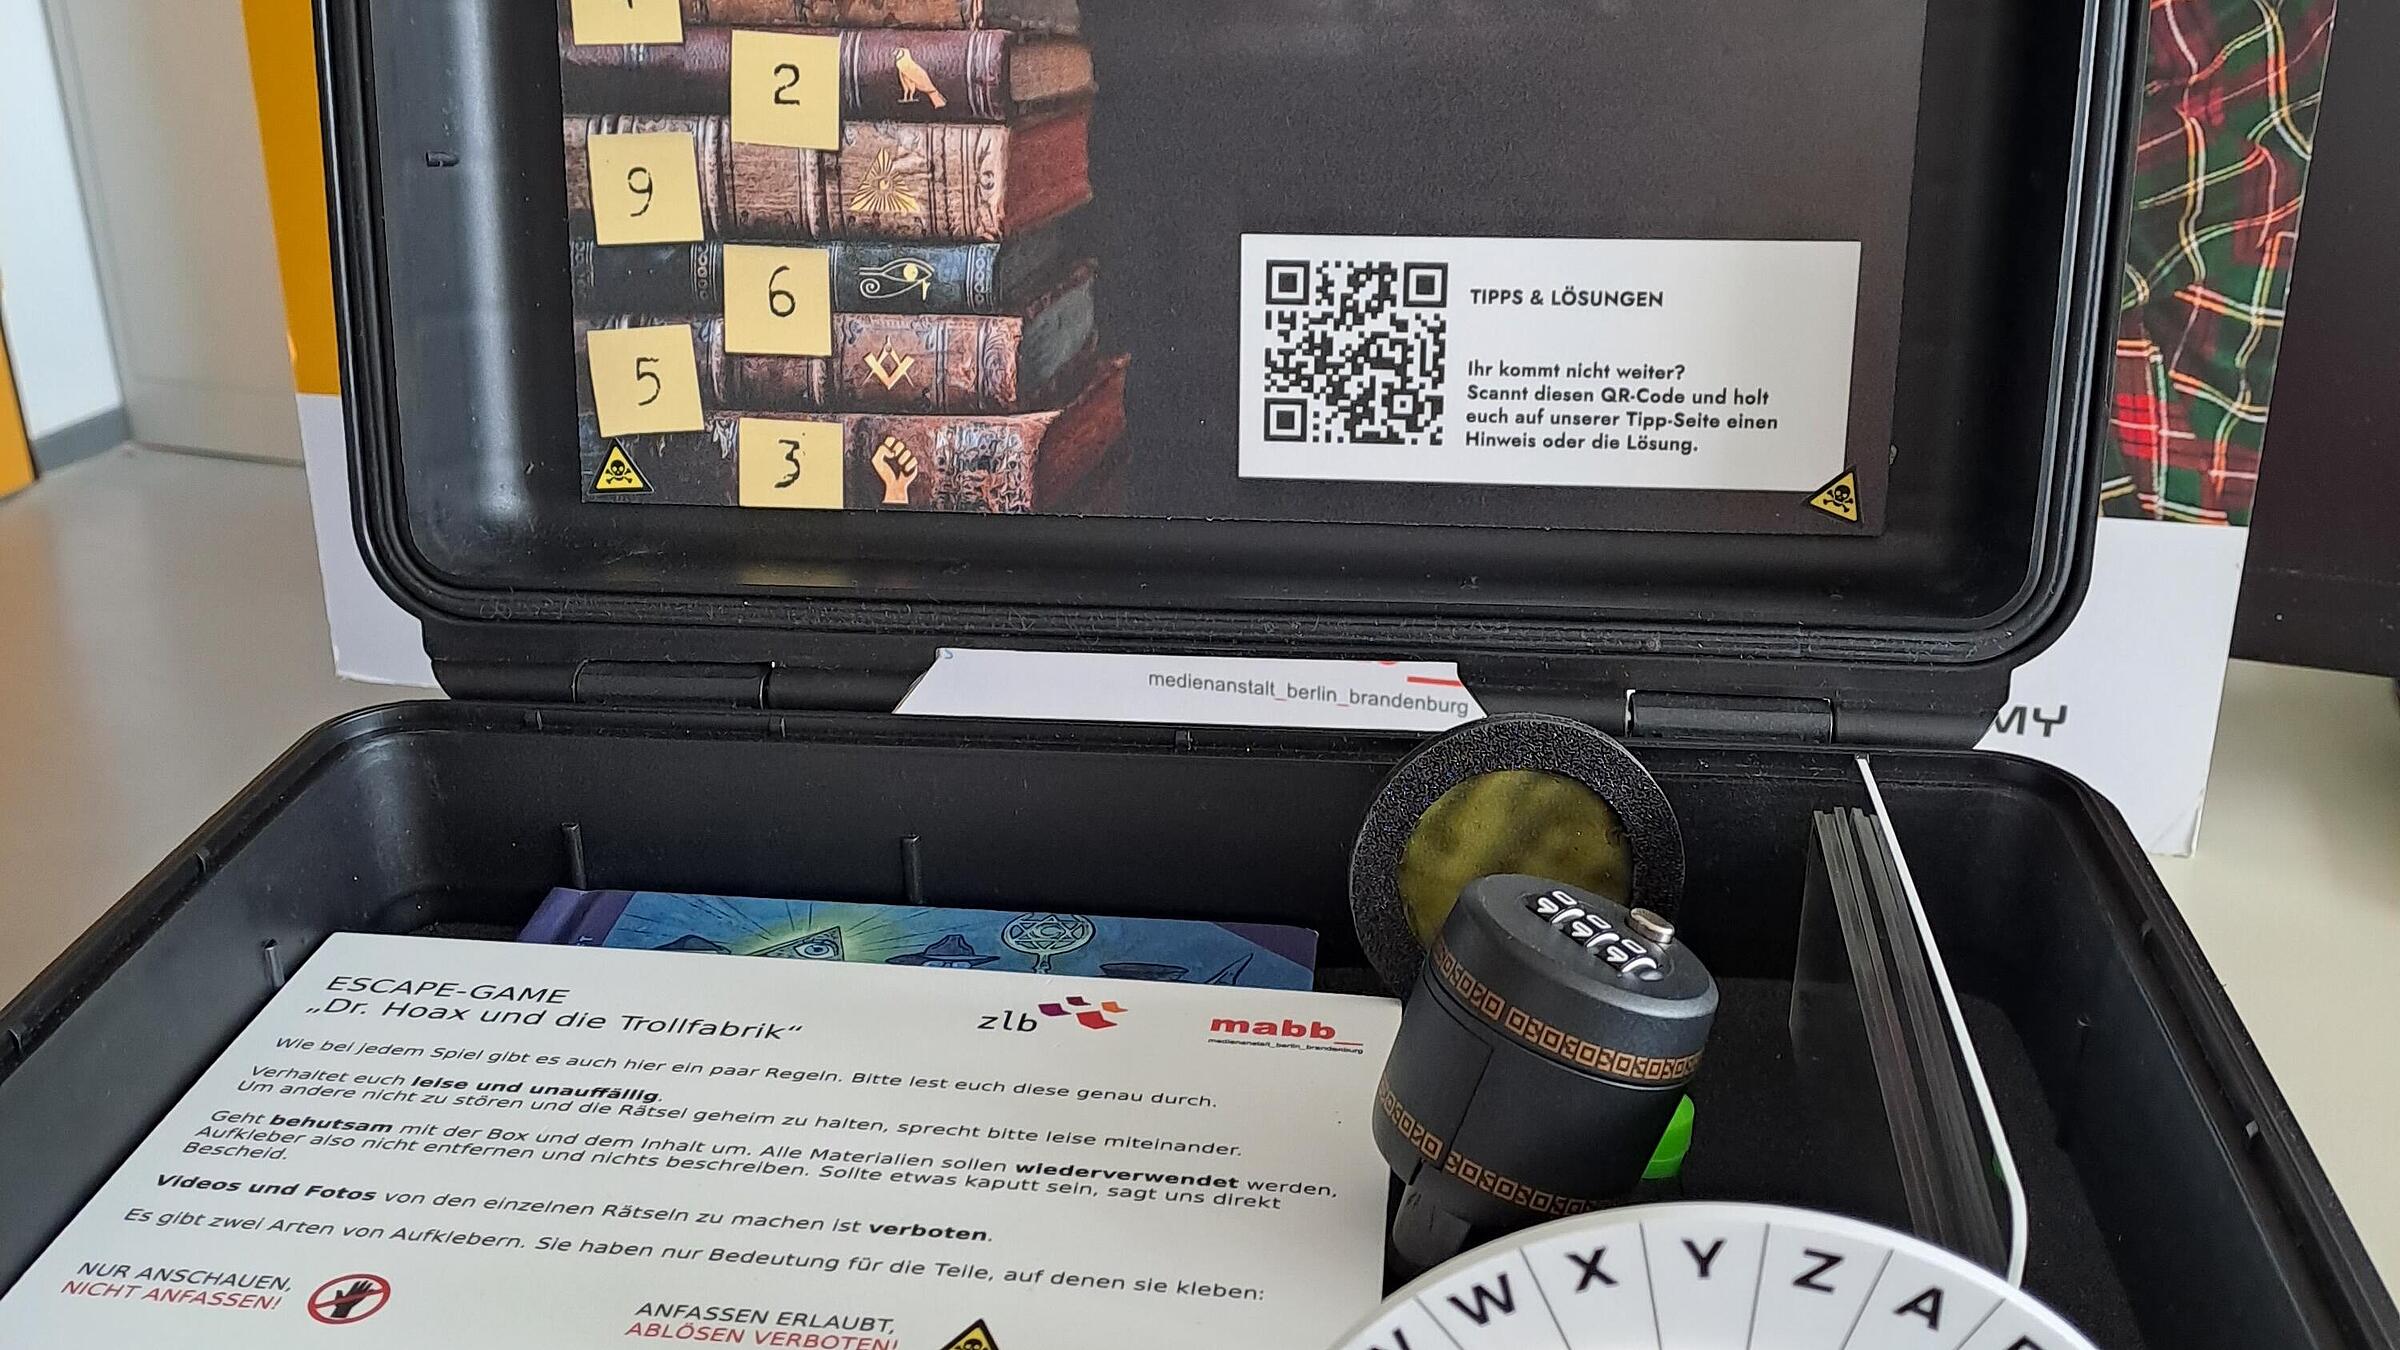 2
9
6
5
3
TIPPS & LÖSUNGEN
Ihr kommt nicht weiter?
Scannt diesen QR-Code und holt
euch auf unserer Tipp-Seite einen
Hinweis oder die Lösung.
medienanstalt_berlin_brandenburg
MY
ESCAPE-GAME
„Dr. Hoax und die Trollfabrik“
zlb
mabb_
medienanstalt_berlin_brandenburg
Wie bei jedem Spiel gibt es auch hier ein paar Regeln. Bitte lest euch diese genau durch.
Verhaltet euch leise und unauffällig.
Um andere nicht zu stören und die Rätsel geheim zu halten, sprecht bitte leise miteinander.
Geht behutsam mit der Box und dem Inhalt um. Alle Materialien sollen wiederverwendet werden,
Aufkleber also nicht entfernen und nichts beschreiben. Sollte etwas kaputt sein, sagt uns direkt
Bescheid.
Videos und Fotos von den einzelnen Rätseln zu machen ist verboten.
Es gibt zwei Arten von Aufklebern. Sie haben nur Bedeutung für die Teile, auf denen sie kleben:
NUR ANSCHAUEN,
NICHT ANFASSEN!
ANFASSEN ERLAUBT,
ABLÖSEN VERBOTEN!
W X Y Z A